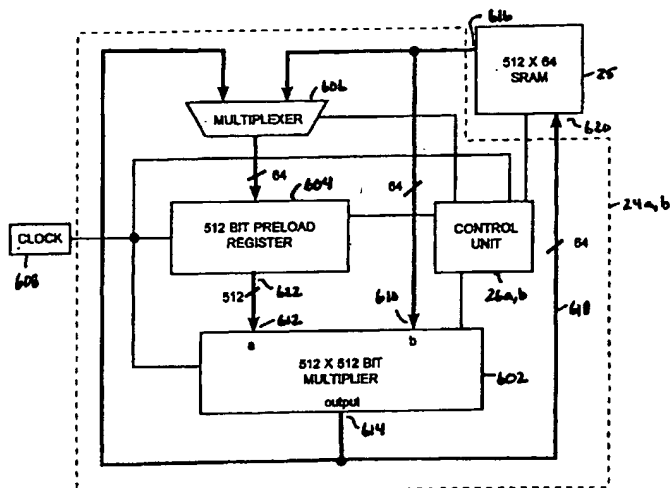 616
512 X 64
SRAM
25
606
MULTIPLEXER
620
64
604
64
24a,b
CLOCK
608
512 BIT PRELOAD
REGISTER
CONTROL
UNIT
64
622
512
612
610
26a,b
618
a
b
512 X 512 BIT
MULTIPLIER
602
output
614